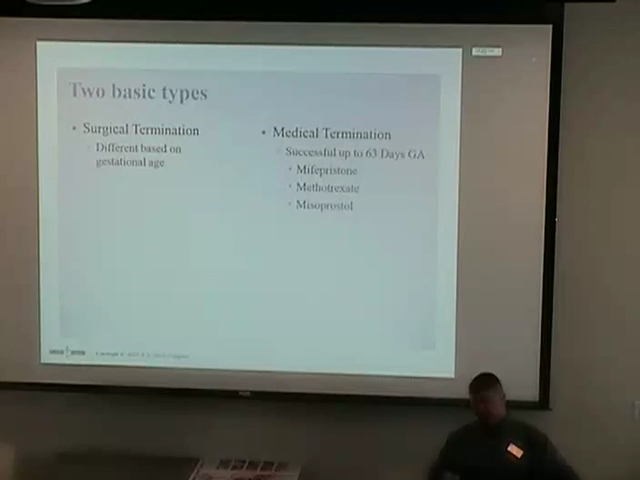 Two basic types
• Surgical Termination
Different based on
gestational age
• Medical Termination
Successful up to 63 Days GA
• Mifepristone
• Methotrexate
• Misoprostol